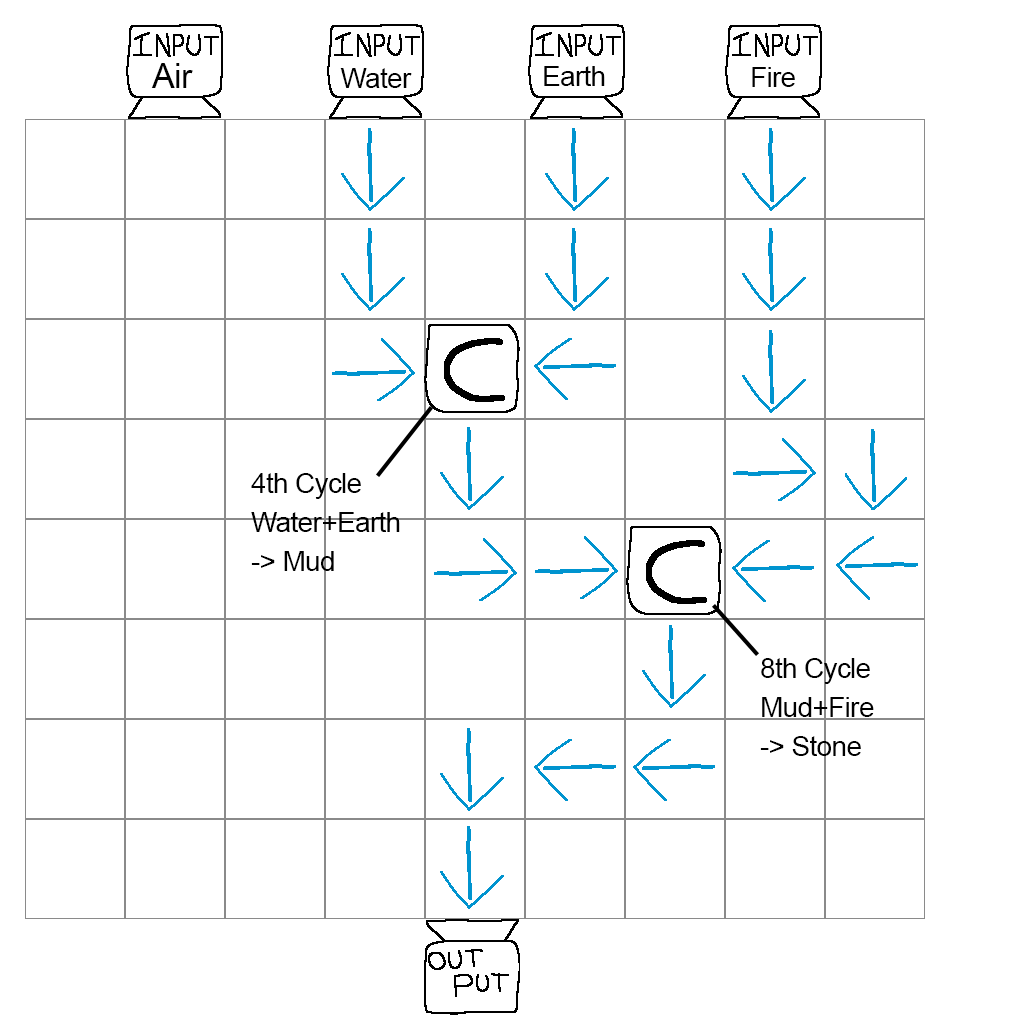 INPUT
Air
INPUT
Water
INPUT
Earth
INPUT
Fire
C
4th Cycle
Water+Earth
-> Mud
C
8th Cycle
Mud+Fire
-> Stone
OUT
PUT